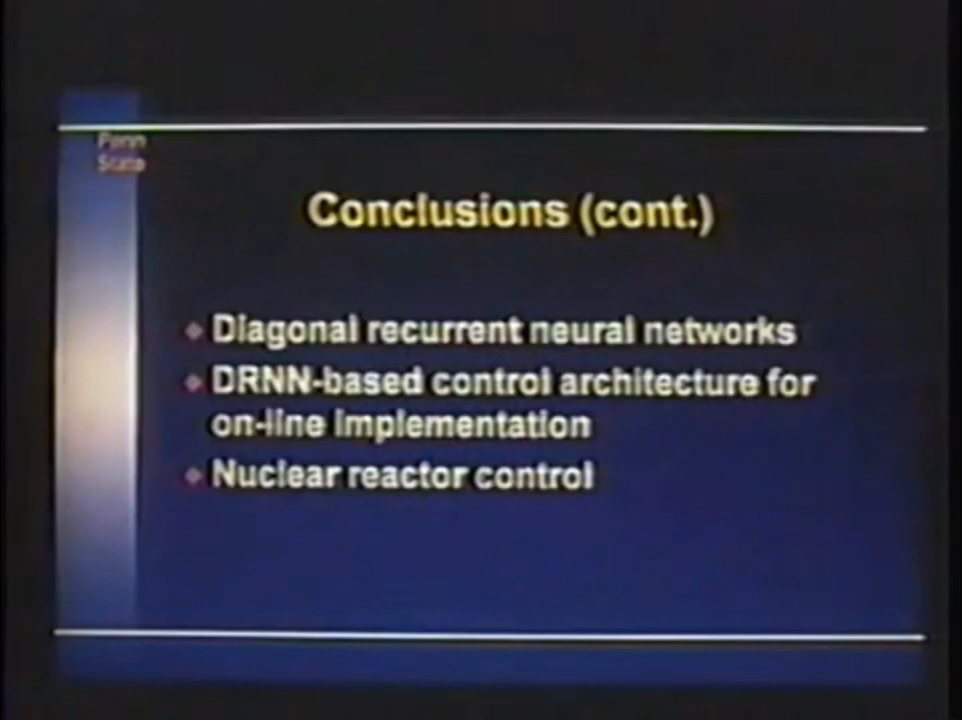 Penn
State
Conclusions (cont.)
Diagonal recurrent neural networks
DRNN-based control architecture for
on-line implementation
Nuclear reactor control